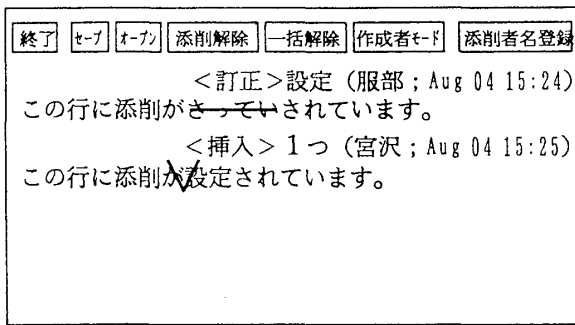 終了 セーブ オープン 添削解除 一括解除 作成者モード 添削者名登録
<訂正>設定(服部;Aug 04 15:24)
この行に添削がさっていされています。
<挿入>1つ(宮沢;Aug 04 15:25)
この行に添削が設定されています。